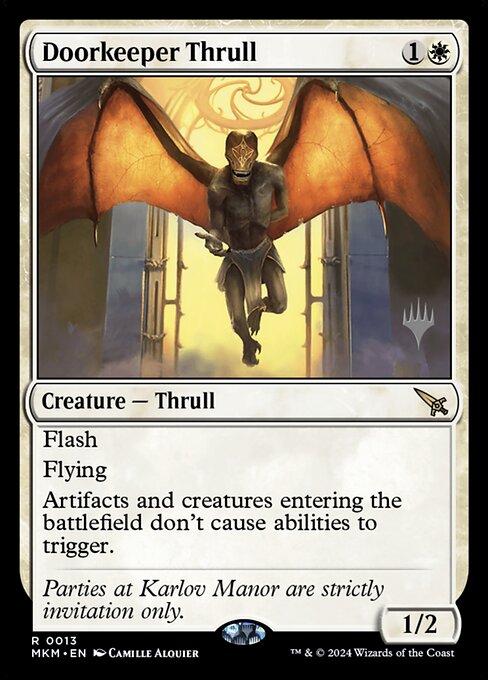 Doorkeeper Thrull 1
Creature — Thrull
Flash
Flying
Artifacts and creatures entering the
battlefield don't cause abilities to
trigger.
Parties at Karlov Manor are strictly
invitation only.
1/2
R 0013
MKM • EN Camille Alquier ™ & © 2024 Wizards of the Coast